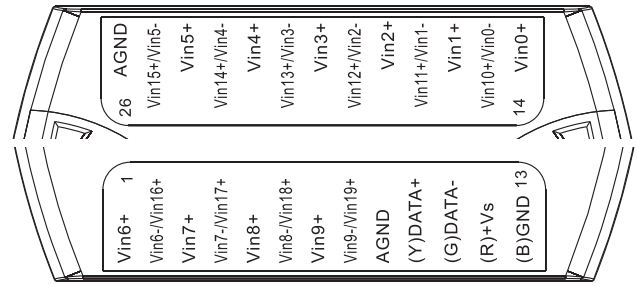 26 AGND
Vin15+/Vin5-
Vin5+
Vin14+/Vin4-
Vin4+
Vin13+/Vin3-
Vin3+
Vin12+/Vin2-
Vin2+
Vin11+/Vin1-
Vin1+
Vin10+/Vin0-
14 Vin0+
Vin6+ 1
Vin6-/Vin16+
Vin7+
Vin7-/Vin17+
Vin8+
Vin8-/Vin18+
Vin9+
Vin9-/Vin19+
AGND
(Y)DATA+
(G)DATA-
(R)+Vs
(B)GND 13